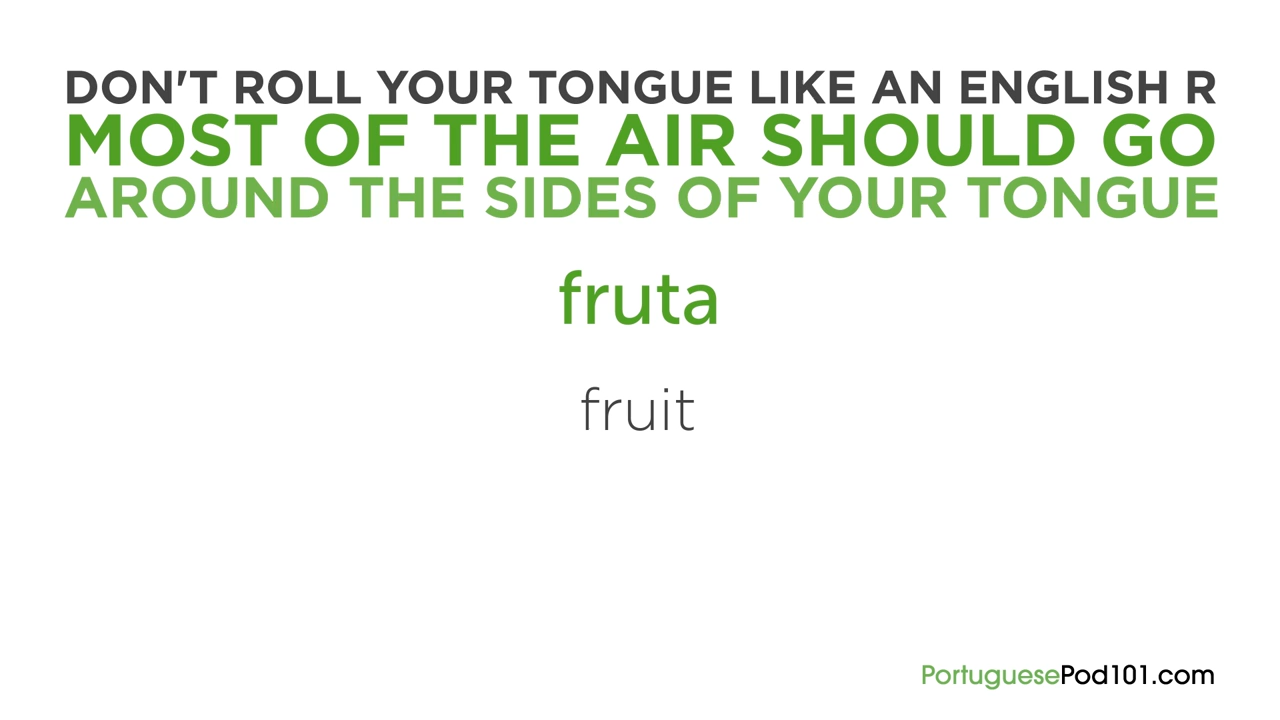 DON'T ROLL YOUR TONGUE LIKE AN ENGLISH R
MOST OF THE AIR SHOULD GO
AROUND THE SIDES OF YOUR TONGUE
fruta
fruit
PortuguesePod101.com